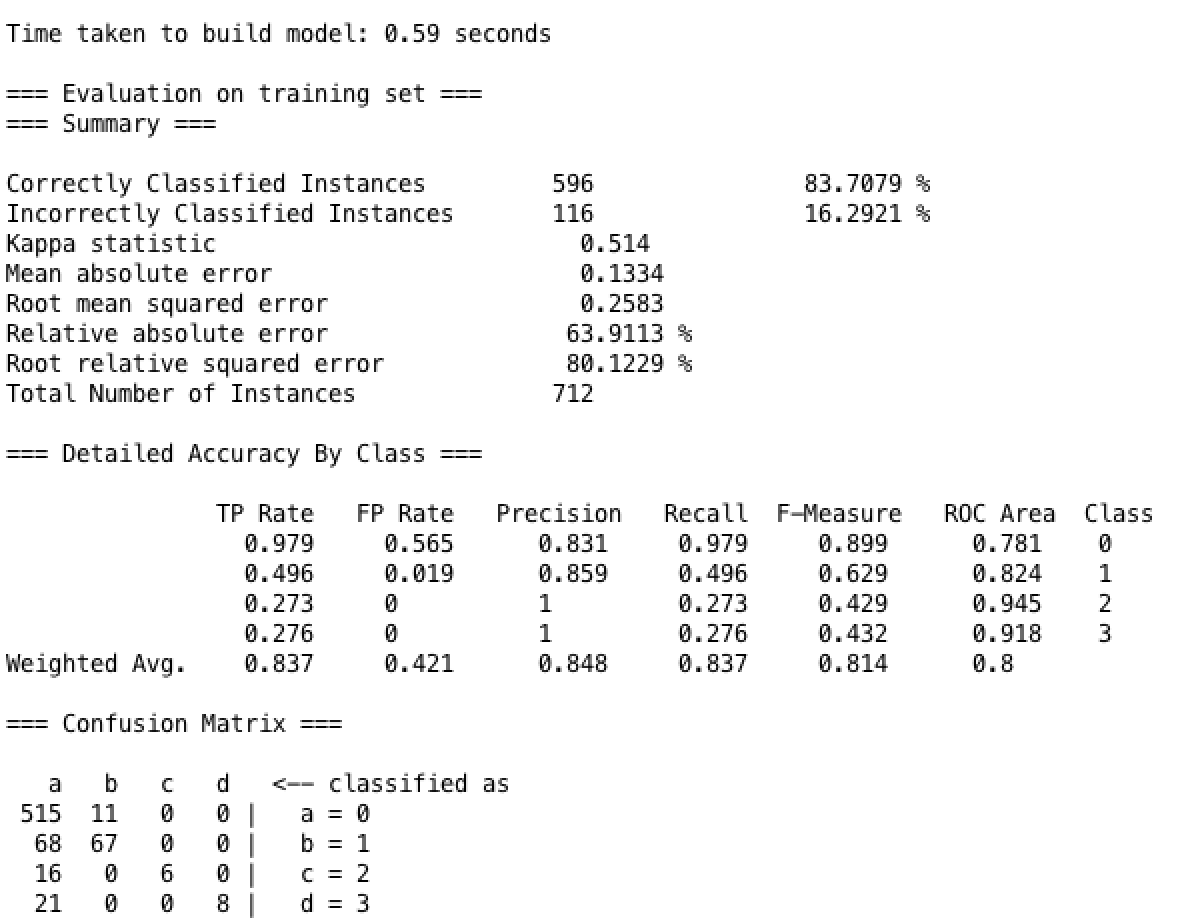 Time taken to build model: 0.59 seconds
=== Evaluation on training set ===
=== Summary ===
Correctly Classified Instances         596               83.7079 %
Incorrectly Classified Instances       116               16.2921 %
Kappa statistic                          0.514
Mean absolute error                      0.1334
Root mean squared error                  0.2583
Relative absolute error                 63.9113 %
Root relative squared error             80.1229 %
Total Number of Instances              712
=== Detailed Accuracy By Class ===
               TP Rate   FP Rate   Precision   Recall  F-Measure   ROC Area  Class
                 0.979     0.565      0.831     0.979     0.899      0.781    0
                 0.496     0.019      0.859     0.496     0.629      0.824    1
                 0.273     0          1         0.273     0.429      0.945    2
                 0.276     0          1         0.276     0.432      0.918    3
Weighted Avg.    0.837     0.421      0.848     0.837     0.814      0.8
=== Confusion Matrix ===
   a   b   c   d   <-- classified as
 515  11   0   0 |   a = 0
  68  67   0   0 |   b = 1
  16   0   6   0 |   c = 2
  21   0   0   8 |   d = 3